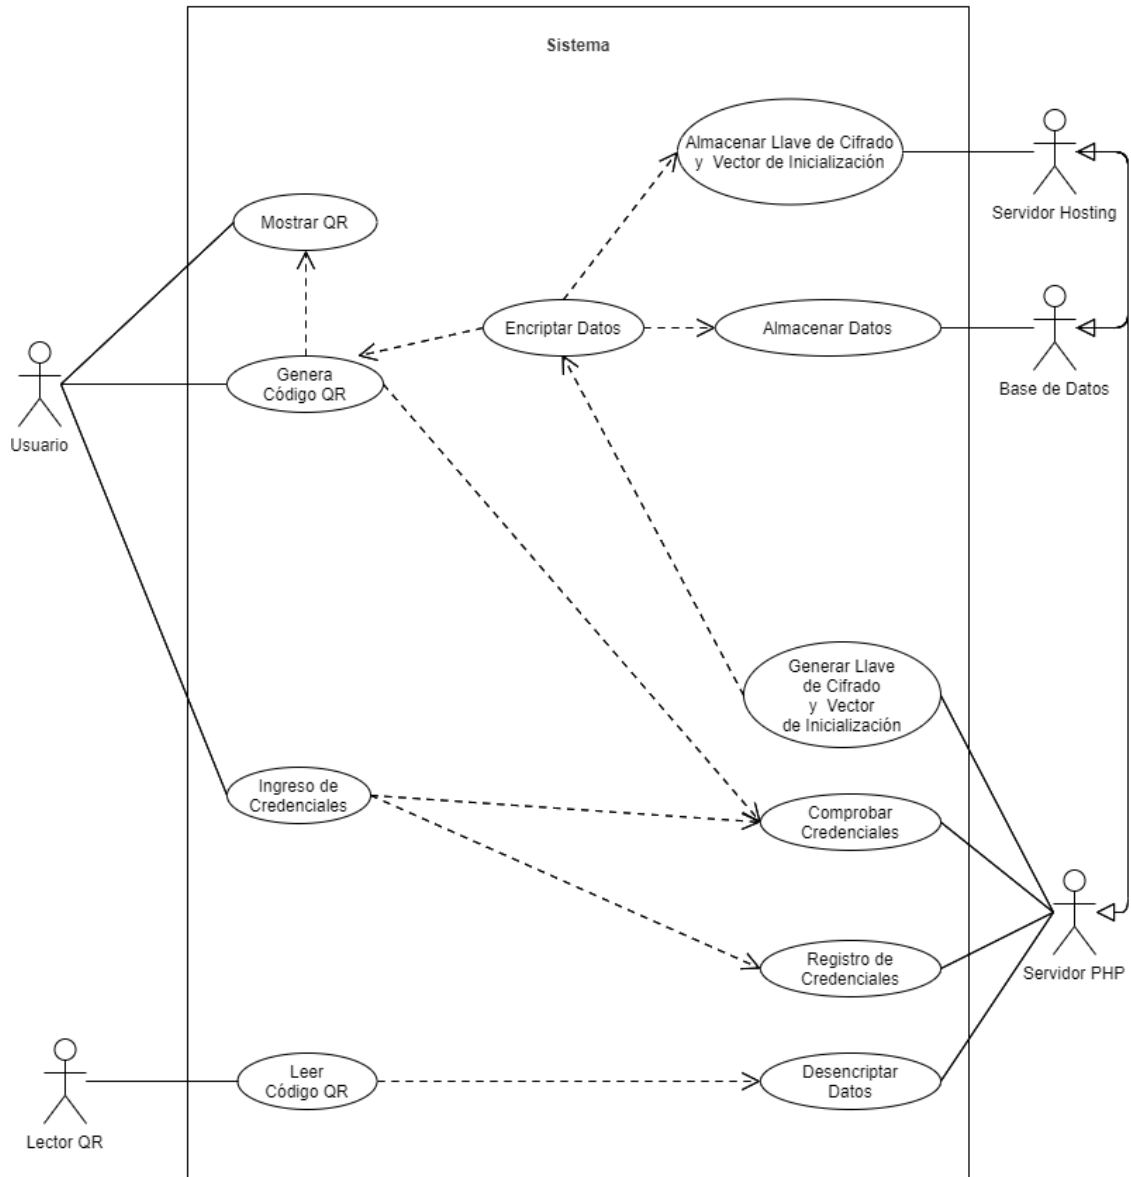 Sistema
Almacenar Llave de Cifrado
y Vector de Inicialización
Servidor Hosting
Mostrar QR
Encriptar Datos
Almacenar Datos
Base de Datos
Genera
Código QR
Usuario
Generar Llave
de Cifrado
y Vector
de Inicialización
Ingreso de
Credenciales
Comprobar
Credenciales
Registro de
Credenciales
Servidor PHP
Leer
Código QR
Desencriptar
Datos
Lector QR